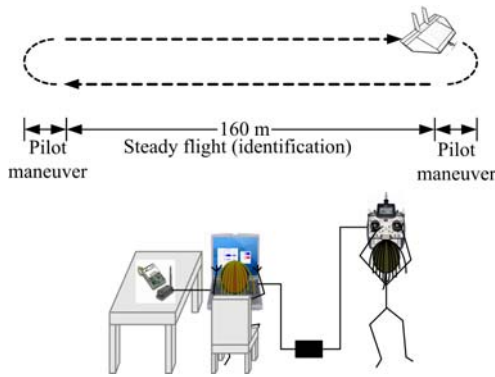 160 m
Steady flight (identification)
Pilot
maneuver
Pilot
maneuver